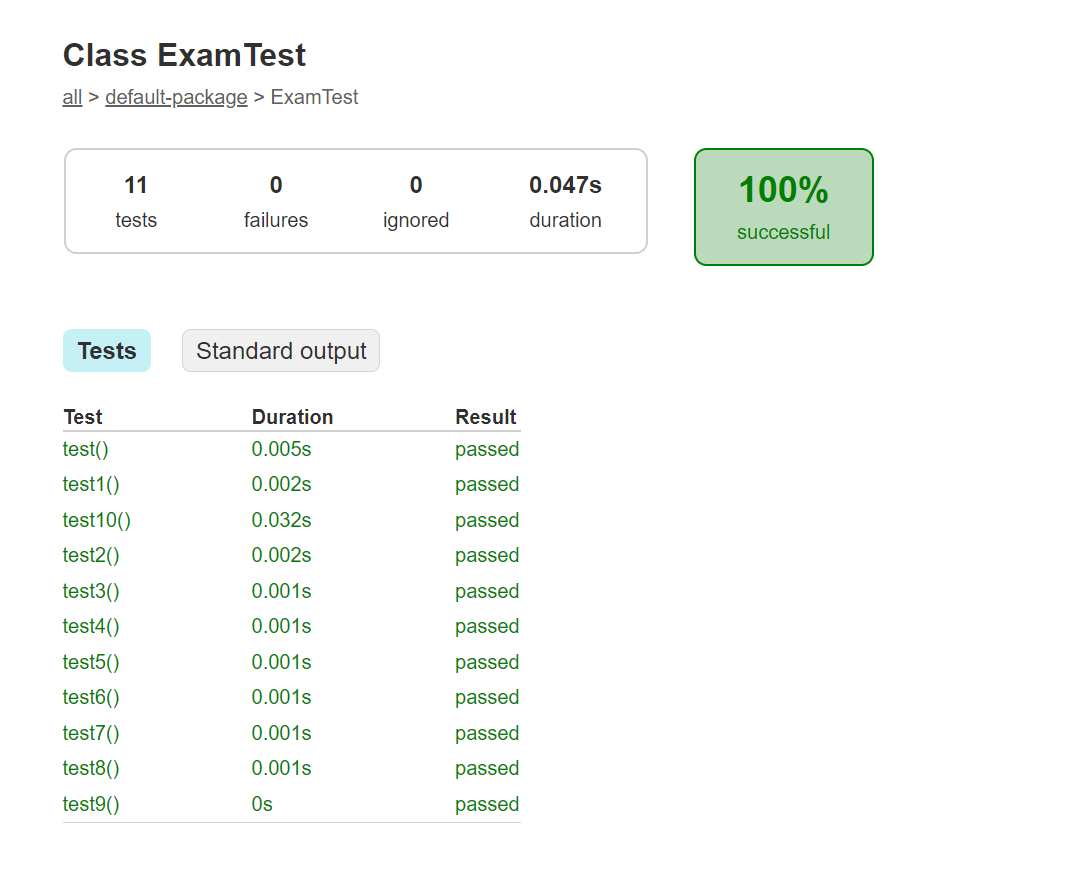 Class ExamTest
all > default-package > ExamTest
11 0 0 0.047s
tests failures ignored duration
100%
successful
Tests Standard output
Test Duration Result
test() 0.005s passed
test1() 0.002s passed
test10() 0.032s passed
test2() 0.002s passed
test3() 0.001s passed
test4() 0.001s passed
test5() 0.001s passed
test6() 0.001s passed
test7() 0.001s passed
test8() 0.001s passed
test9() 0s passed